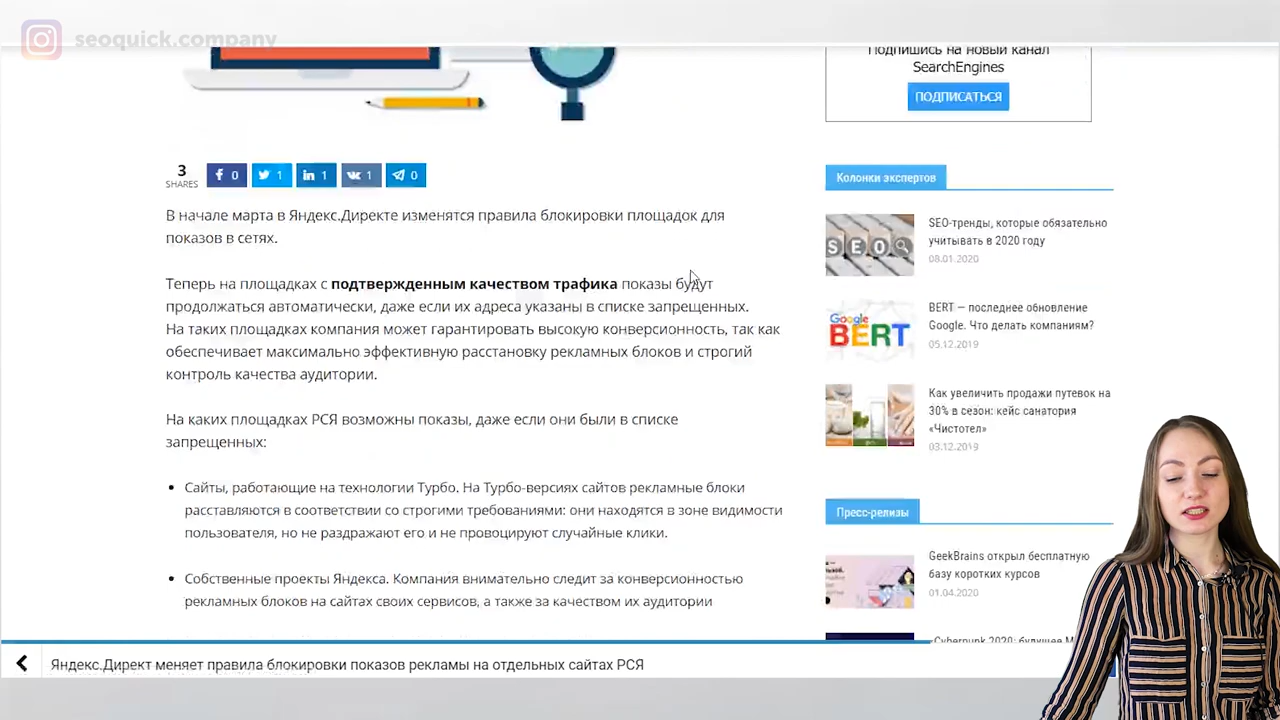 seoquick.company
Подпишись на новый канал
SearchEngines
ПОДПИСАТЬСЯ
3
SHARES
0
1
1
1
0
В начале марта в Яндекс.Директе изменятся правила блокировки площадок для
показов в сетях.
Теперь на площадках с подтвержденным качеством трафика показы будут
продолжаться автоматически, даже если их адреса указаны в списке запрещенных.
На таких площадках компания может гарантировать высокую конверсионность, так как
обеспечивает максимально эффективную расстановку рекламных блоков и строгий
контроль качества аудитории.
На каких площадках РСЯ возможны показы, даже если они были в списке
запрещенных:
Сайты, работающие на технологии Турбо. На Турбо-версиях сайтов рекламные блоки
расставляются в соответствии со строгими требованиями: они находятся в зоне видимости
пользователя, но не раздражают его и не провоцируют случайные клики.
Собственные проекты Яндекса. Компания внимательно следит за конверсионностью
рекламных блоков на сайтах своих сервисов, а также за качеством их аудитории
Колонки экспертов
SEO
SEO-тренды, которые обязательно
учитывать в 2020 году
08.01.2020
Google
BERT
BERT — последнее обновление
Google. Что делать компаниям?
05.12.2019
Как увеличить продажи путевок на
30% в сезон: кейс санатория
«Чистотел»
03.12.2019
Пресс-релизы
GeekBrains открыл бесплатную
базу коротких курсов
01.04.2020
«Cyberpunk 2020: будущее
Яндекс.Директ меняет правила блокировки показов рекламы на отдельных сайтах РСЯ